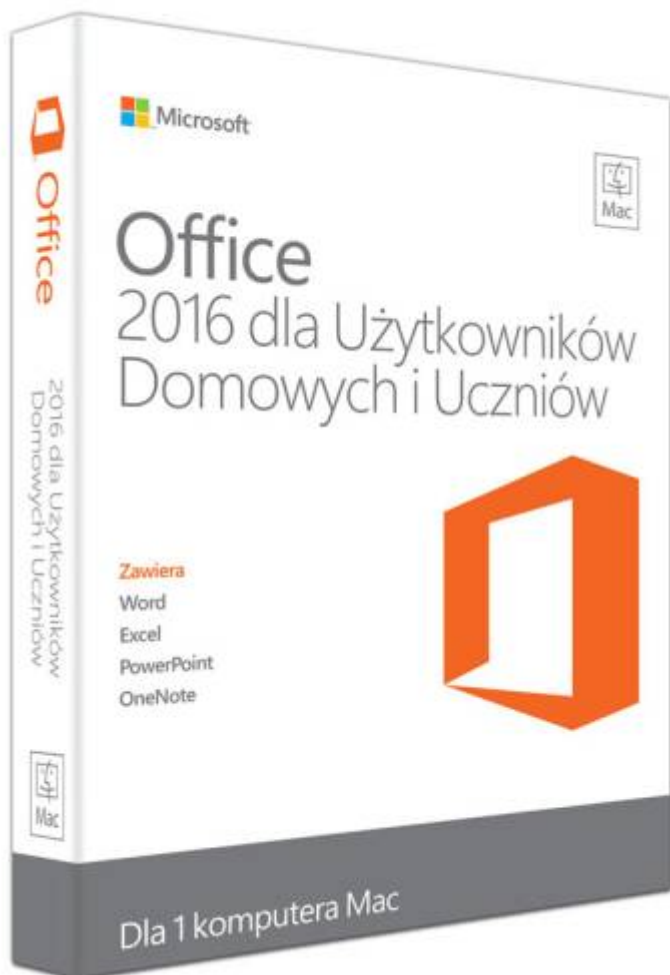 Microsoft
Mac
Office
2016 dla Użytkowników
Domowych i Uczniów
Zawiera
Word
Excel
PowerPoint
OneNote
Dla 1 komputera Mac
Office
2016 dla Użytkowników
Domowych i Uczniów
Mac